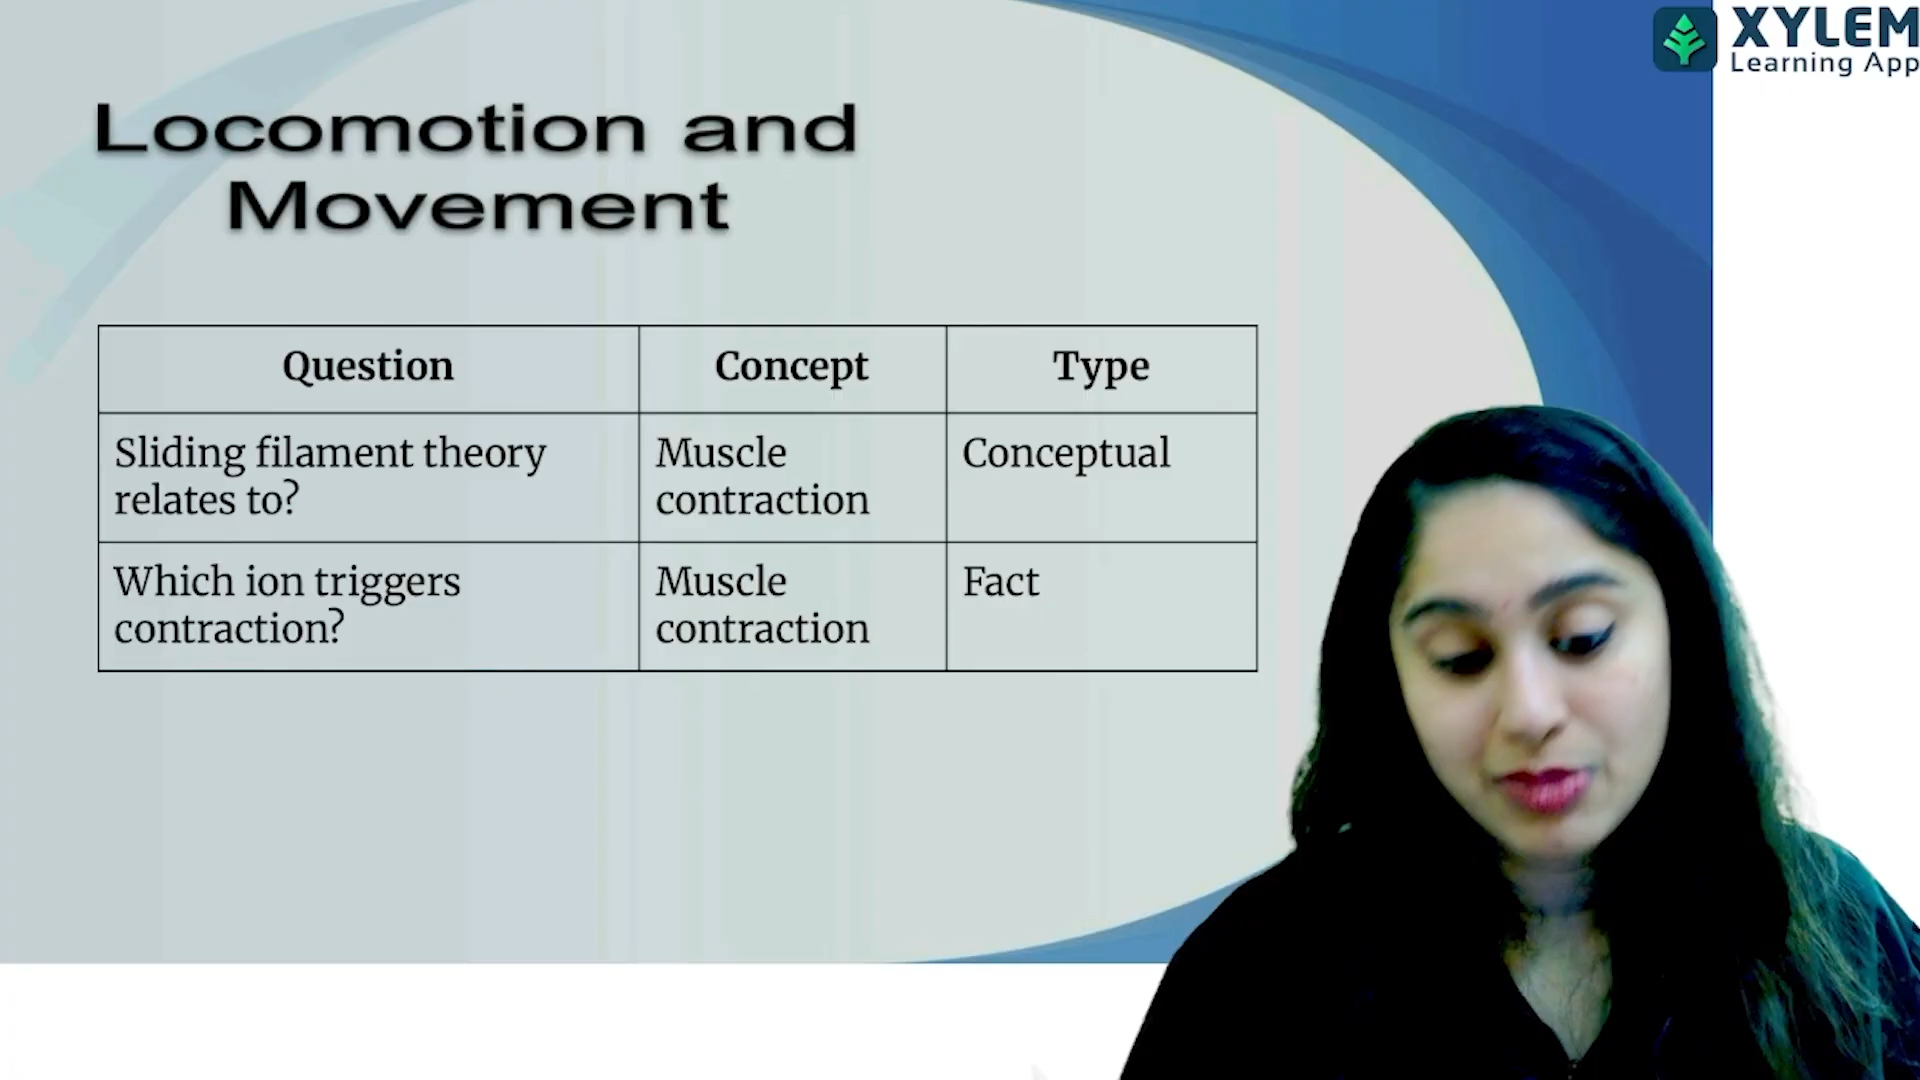 XYLEM
Learning App
Locomotion and
Movement
Question Concept Type
Sliding filament theory
relates to?
Muscle
contraction
Conceptual
Which ion triggers
contraction?
Muscle
contraction
Fact